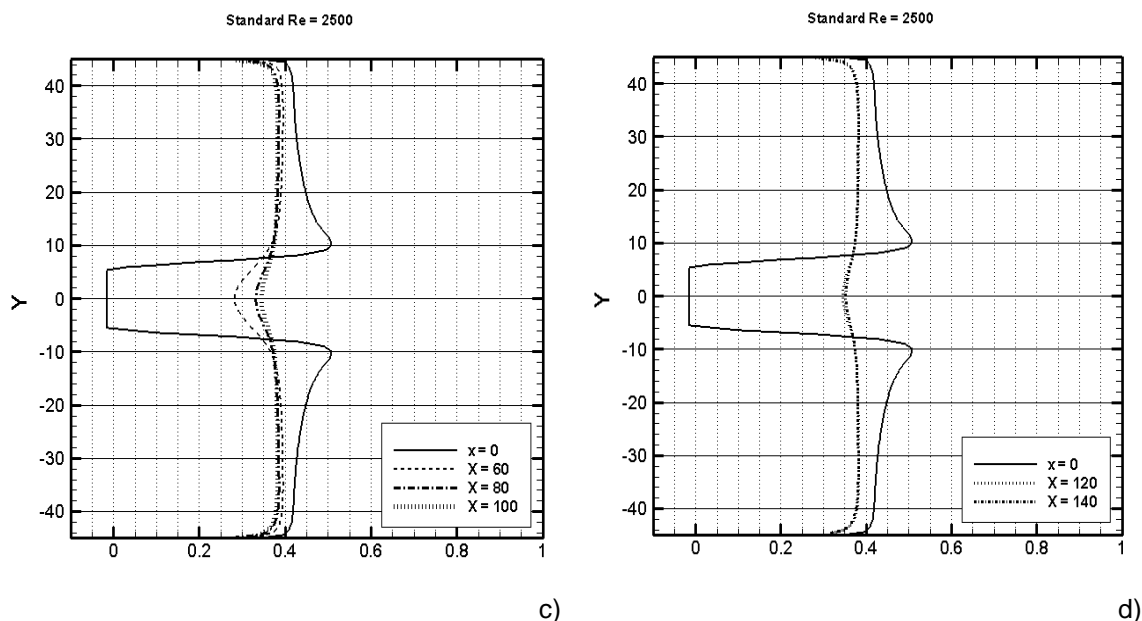 Standard Re = 2500
40
30
20
10
0
-10
-20
-30
-40
Y
0
0.2
0.4
0.6
0.8
1
x = 0
X = 60
X = 80
X = 100
c)
Standard Re = 2500
40
30
20
10
0
-10
-20
-30
-40
Y
0
0.2
0.4
0.6
0.8
1
x = 0
X = 120
X = 140
d)